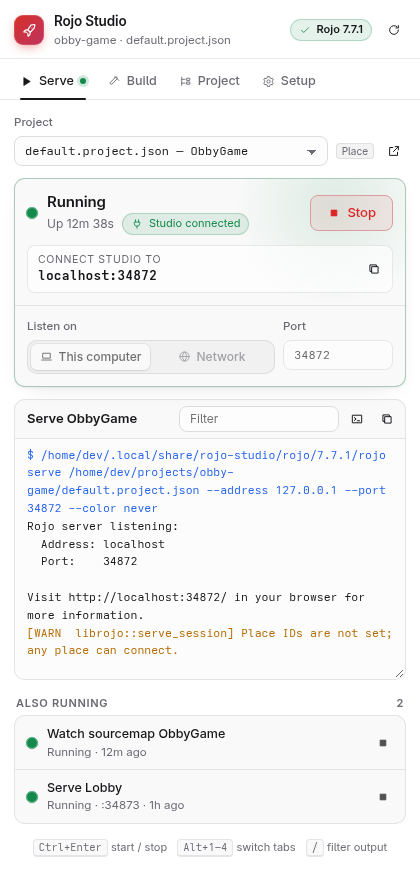 Rojo Studio
obby-game · default.project.json
Rojo 7.7.1
Serve
Build
Project
Setup
Project
default.project.json — ObbyGame
Place
Running
Up 12m 38s
Studio connected
Stop
CONNECT STUDIO TO
localhost:34872
Listen on
Port
This computer
Network
34872
Serve ObbyGame
Filter
$ /home/dev/.local/share/rojo-studio/rojo/7.7.1/rojo
serve /home/dev/projects/obby-
game/default.project.json --address 127.0.0.1 --port
34872 --color never
Rojo server listening:
  Address: localhost
  Port:    34872
Visit http://localhost:34872/ in your browser for
more information.
[WARN  librojo::serve_session] Place IDs are not set;
any place can connect.
ALSO RUNNING
2
Watch sourcemap ObbyGame
Running · 12m ago
Serve Lobby
Running · :34873 · 1h ago
Ctrl+Enter start / stop Alt+1–4 switch tabs / filter output